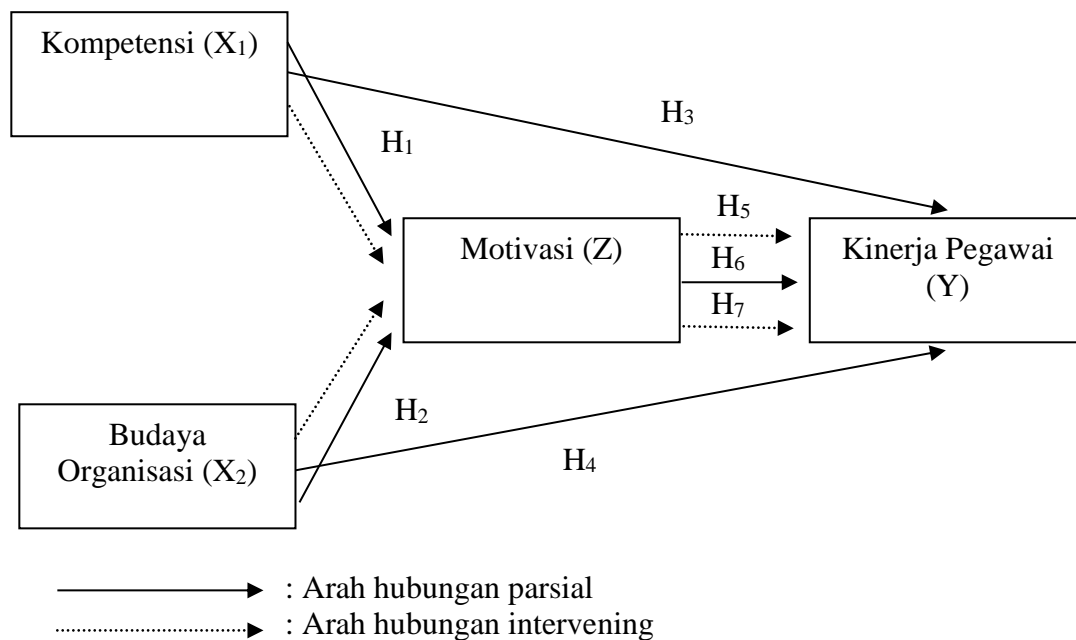 Kompetensi (X₁)
H₃
H₁
H₅
Motivasi (Z)
H₆
Kinerja Pegawai
(Y)
H₇
H₂
Budaya
Organisasi (X₂)
H₄
: Arah hubungan parsial
: Arah hubungan intervening